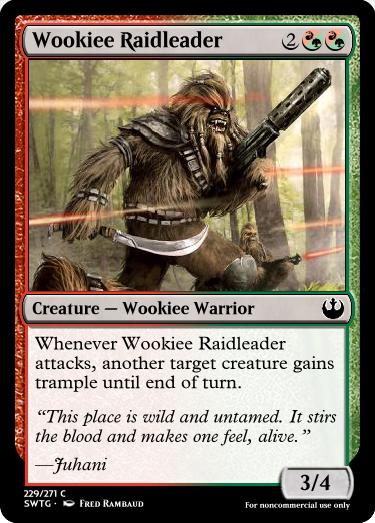 Wookiee Raidleader 2
Creature — Wookiee Warrior
Whenever Wookiee Raidleader
attacks, another target creature gains
trample until end of turn.
“This place is wild and untamed. It stirs
the blood and makes one feel, alive.”
—Juhani
3/4
229/271 C
SWTG · Fred Rambaud
For noncommercial use only